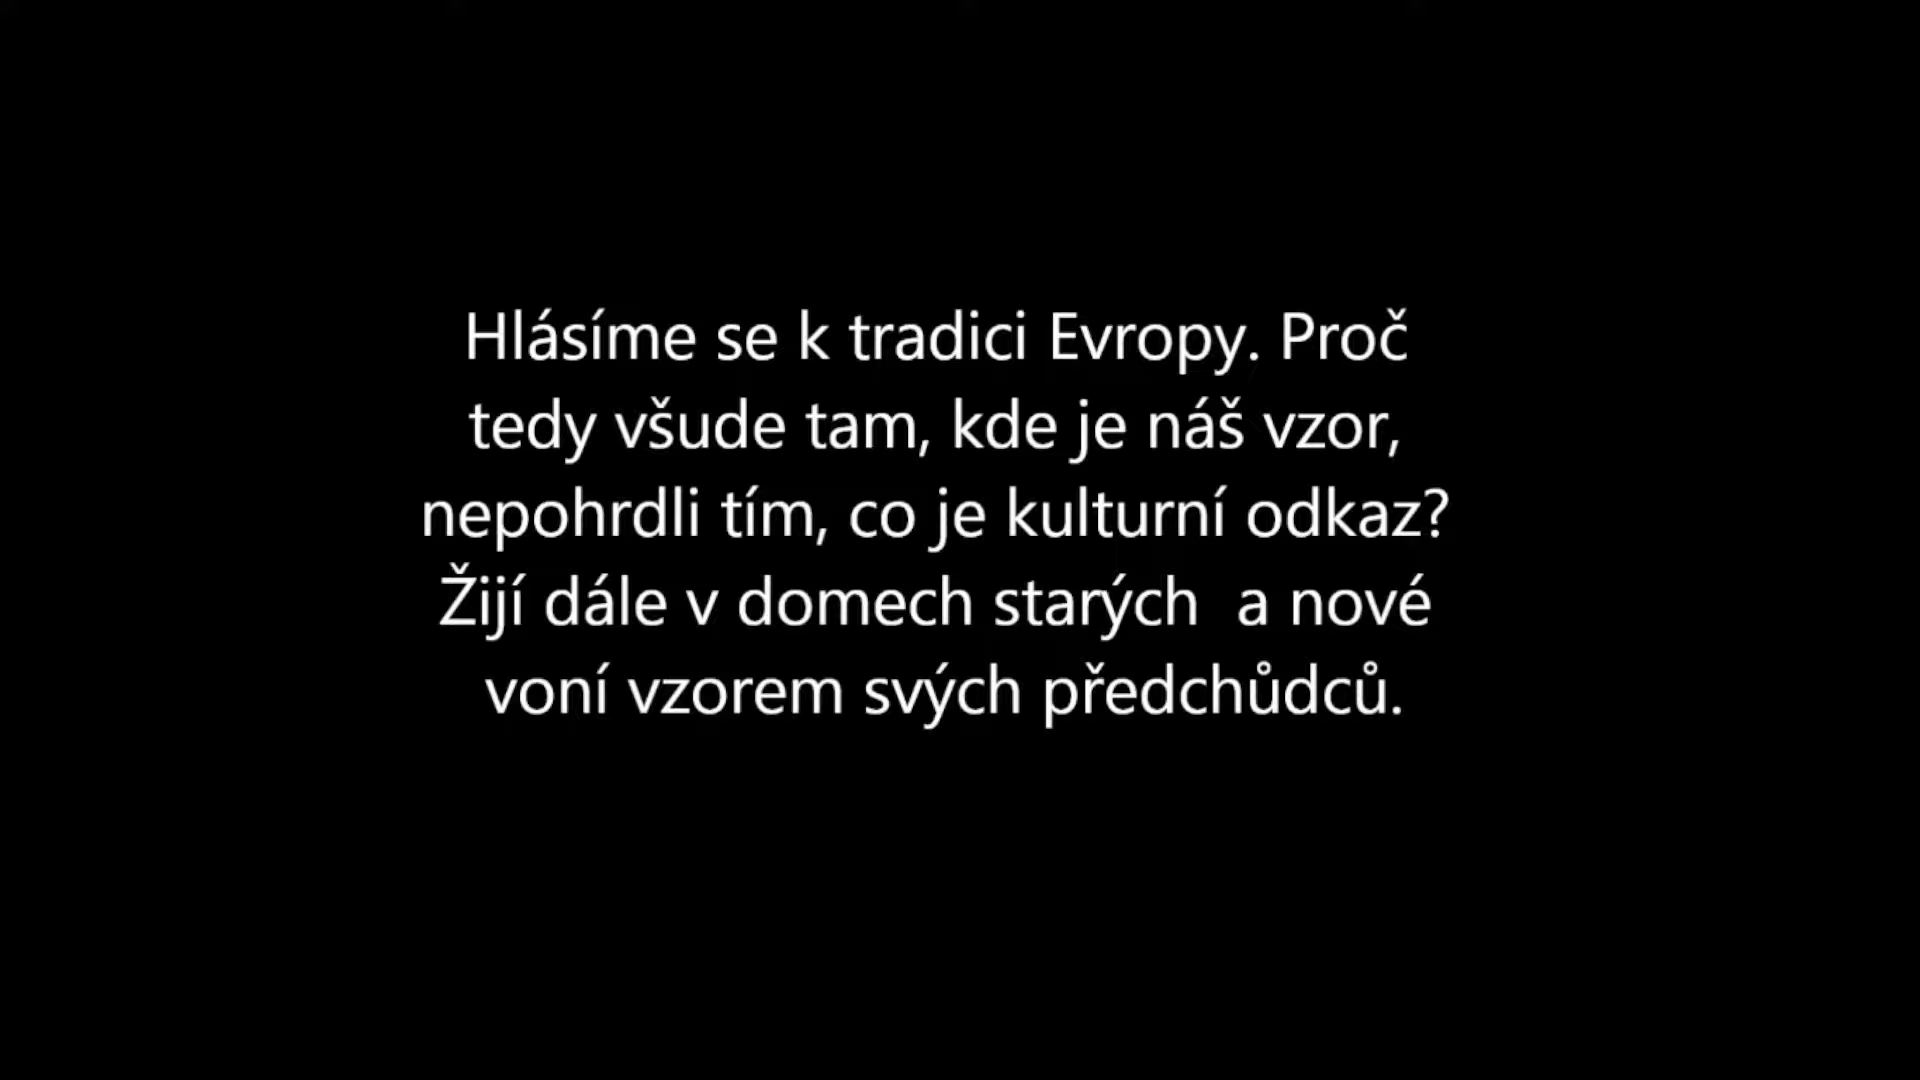 Hlásíme se k tradici Evropy. Proč
tedy všude tam, kde je náš vzor,
nepohrdli tím, co je kulturní odkaz?
Žijí dále v domech starých  a nové
voní vzorem svých předchůdců.